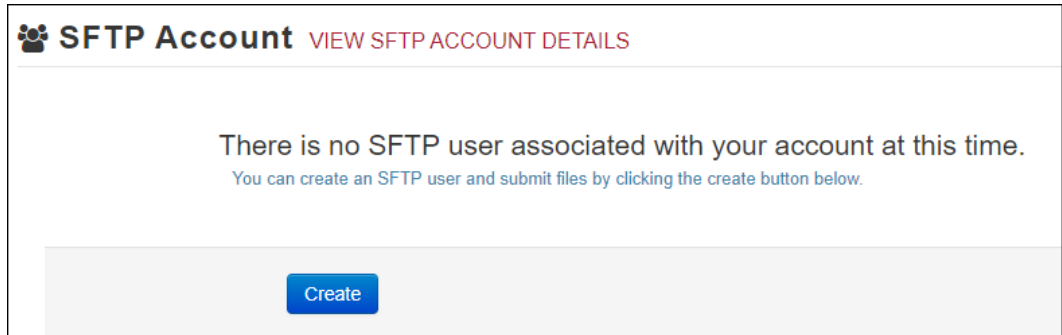 SFTP Account VIEW SFTP ACCOUNT DETAILS
There is no SFTP user associated with your account at this time.
You can create an SFTP user and submit files by clicking the create button below.
Create